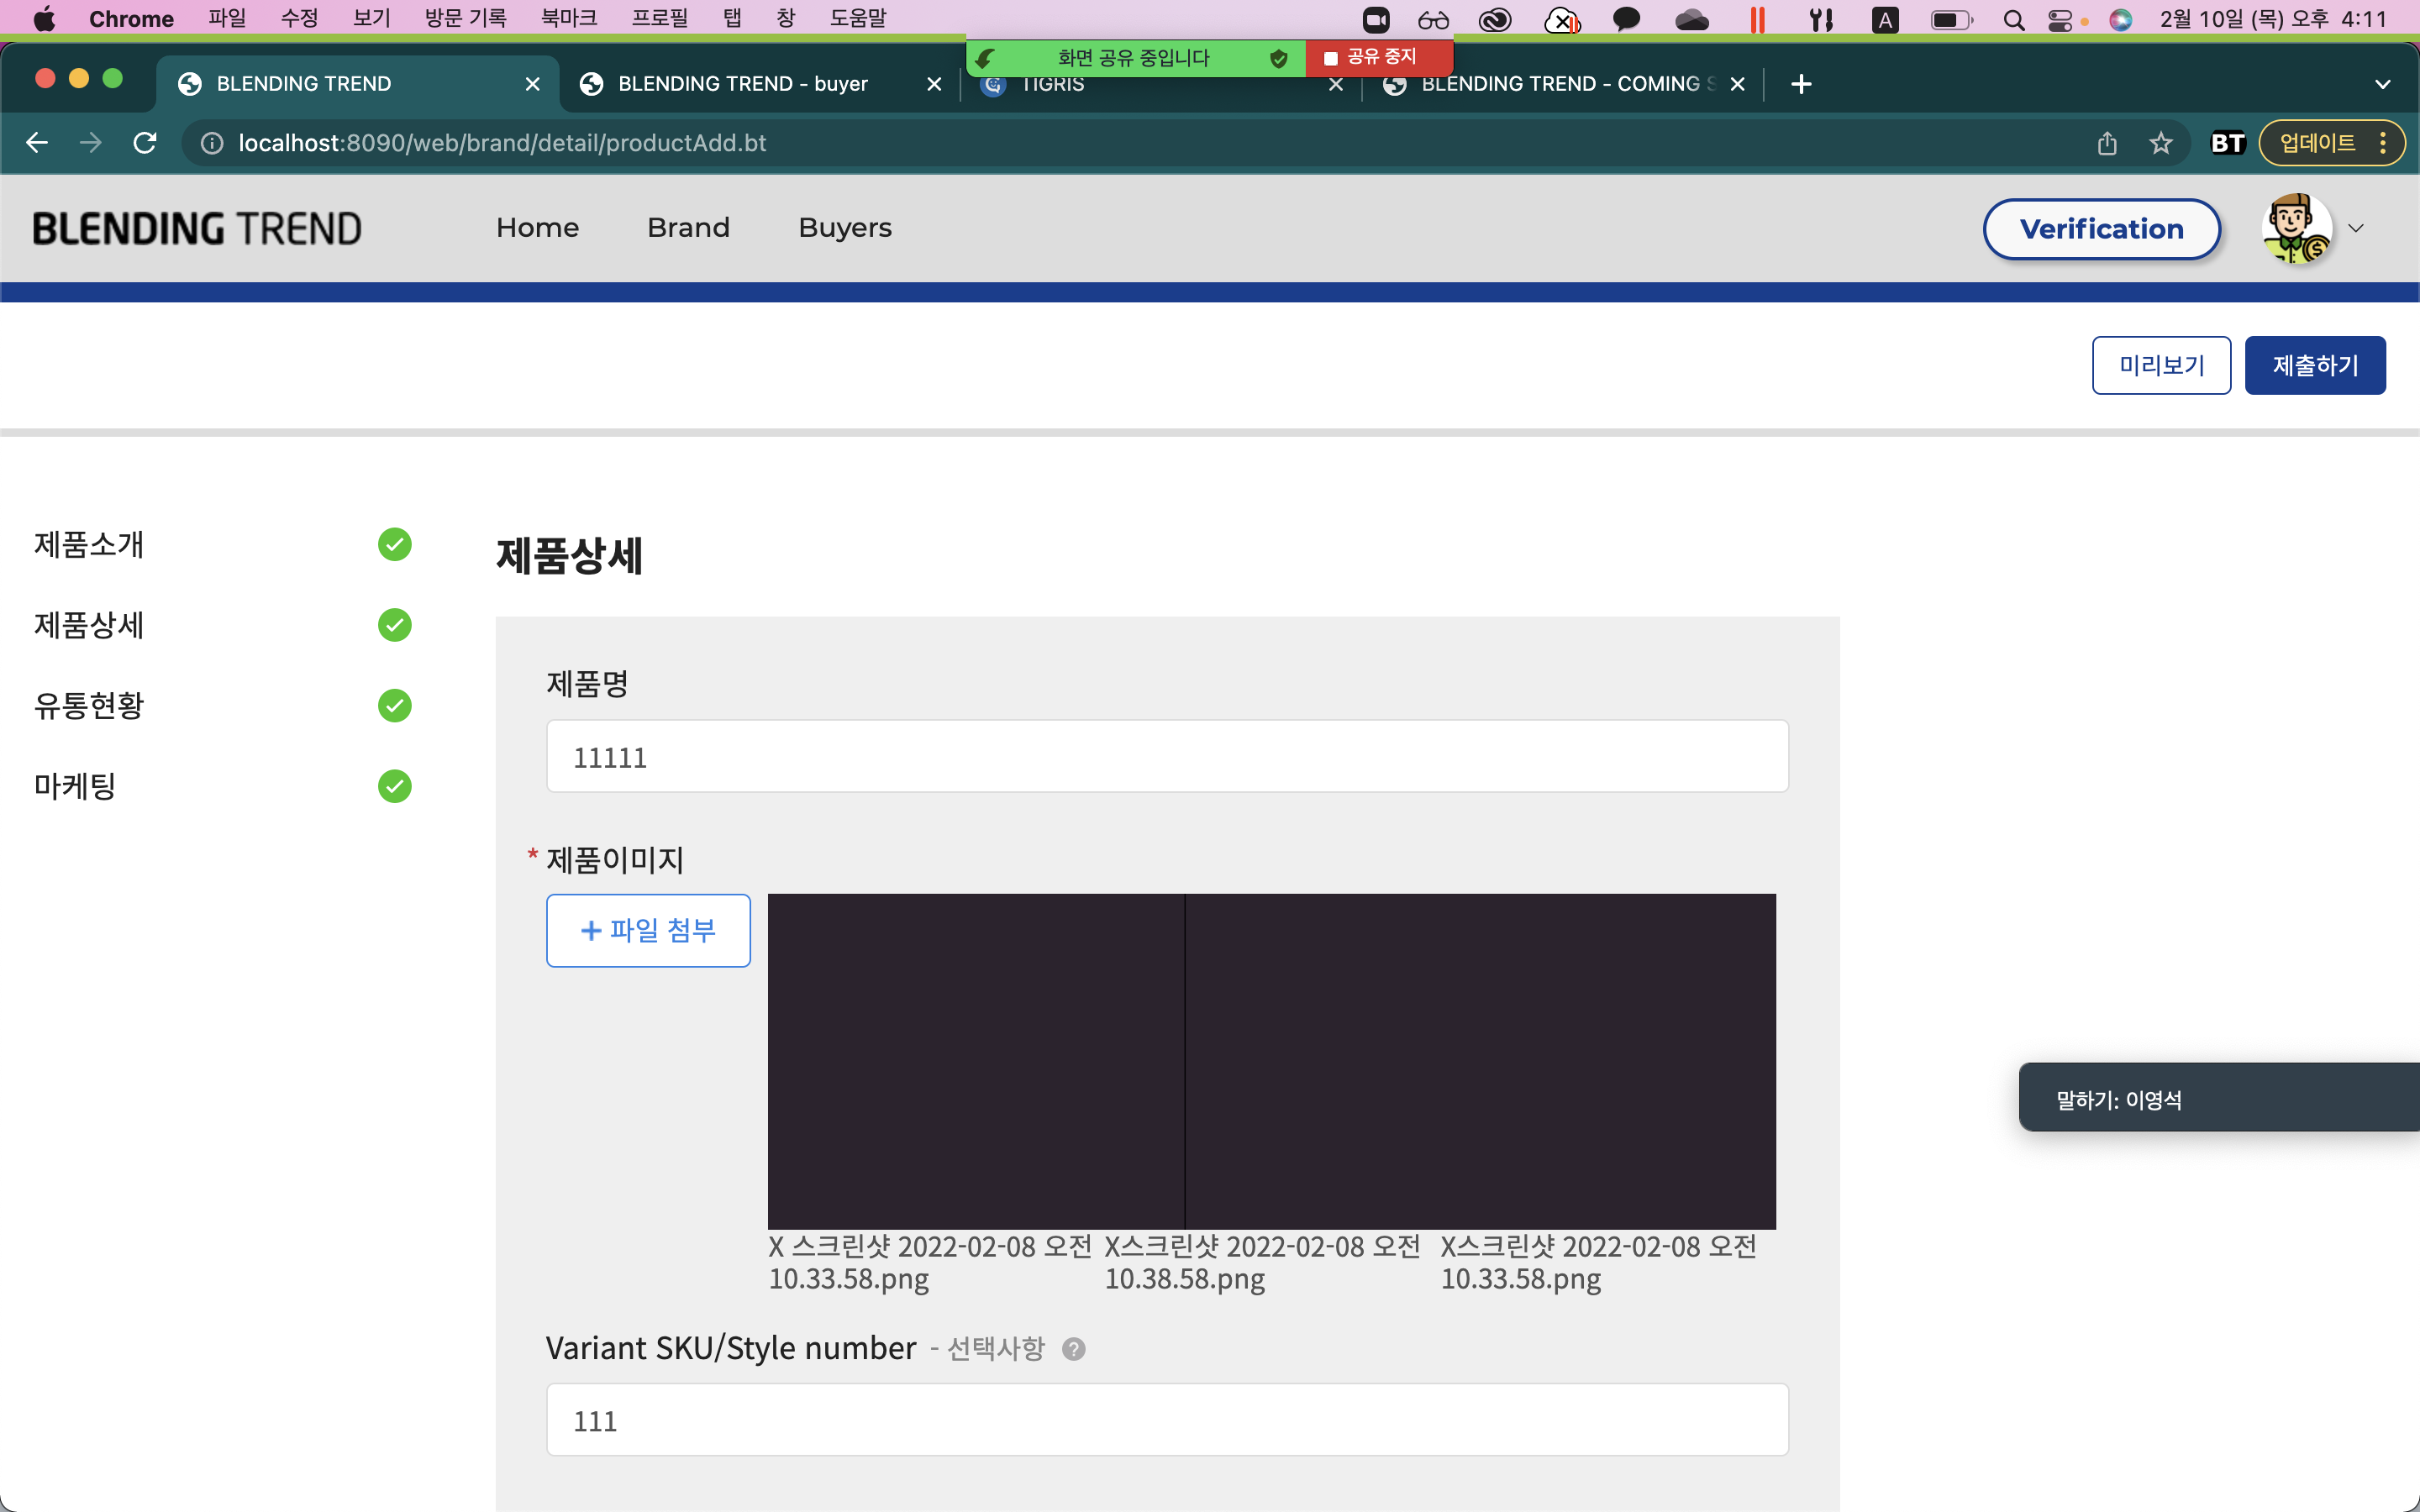 Chrome 파일 수정 보기 방문 기록 북마크 프로필 탭 창 도움말 A 2월 10일 (목) 오후 4:11
화면 공유 중입니다 공유 중지
BLENDING TREND BLENDING TREND - buyer TIGRIS BLENDING TREND - COMING S
localhost:8090/web/brand/detail/productAdd.bt BT 업데이트
BLENDING TREND Home Brand Buyers Verification
미리보기 제출하기
제품소개
제품상세
유통현황
마케팅
제품상세
제품명
11111
* 제품이미지
+ 파일 첨부
X 스크린샷 2022-02-08 오전 X스크린샷 2022-02-08 오전 X스크린샷 2022-02-08 오전
10.33.58.png 10.38.58.png 10.33.58.png
Variant SKU/Style number - 선택사항 ?
111
말하기: 이영석